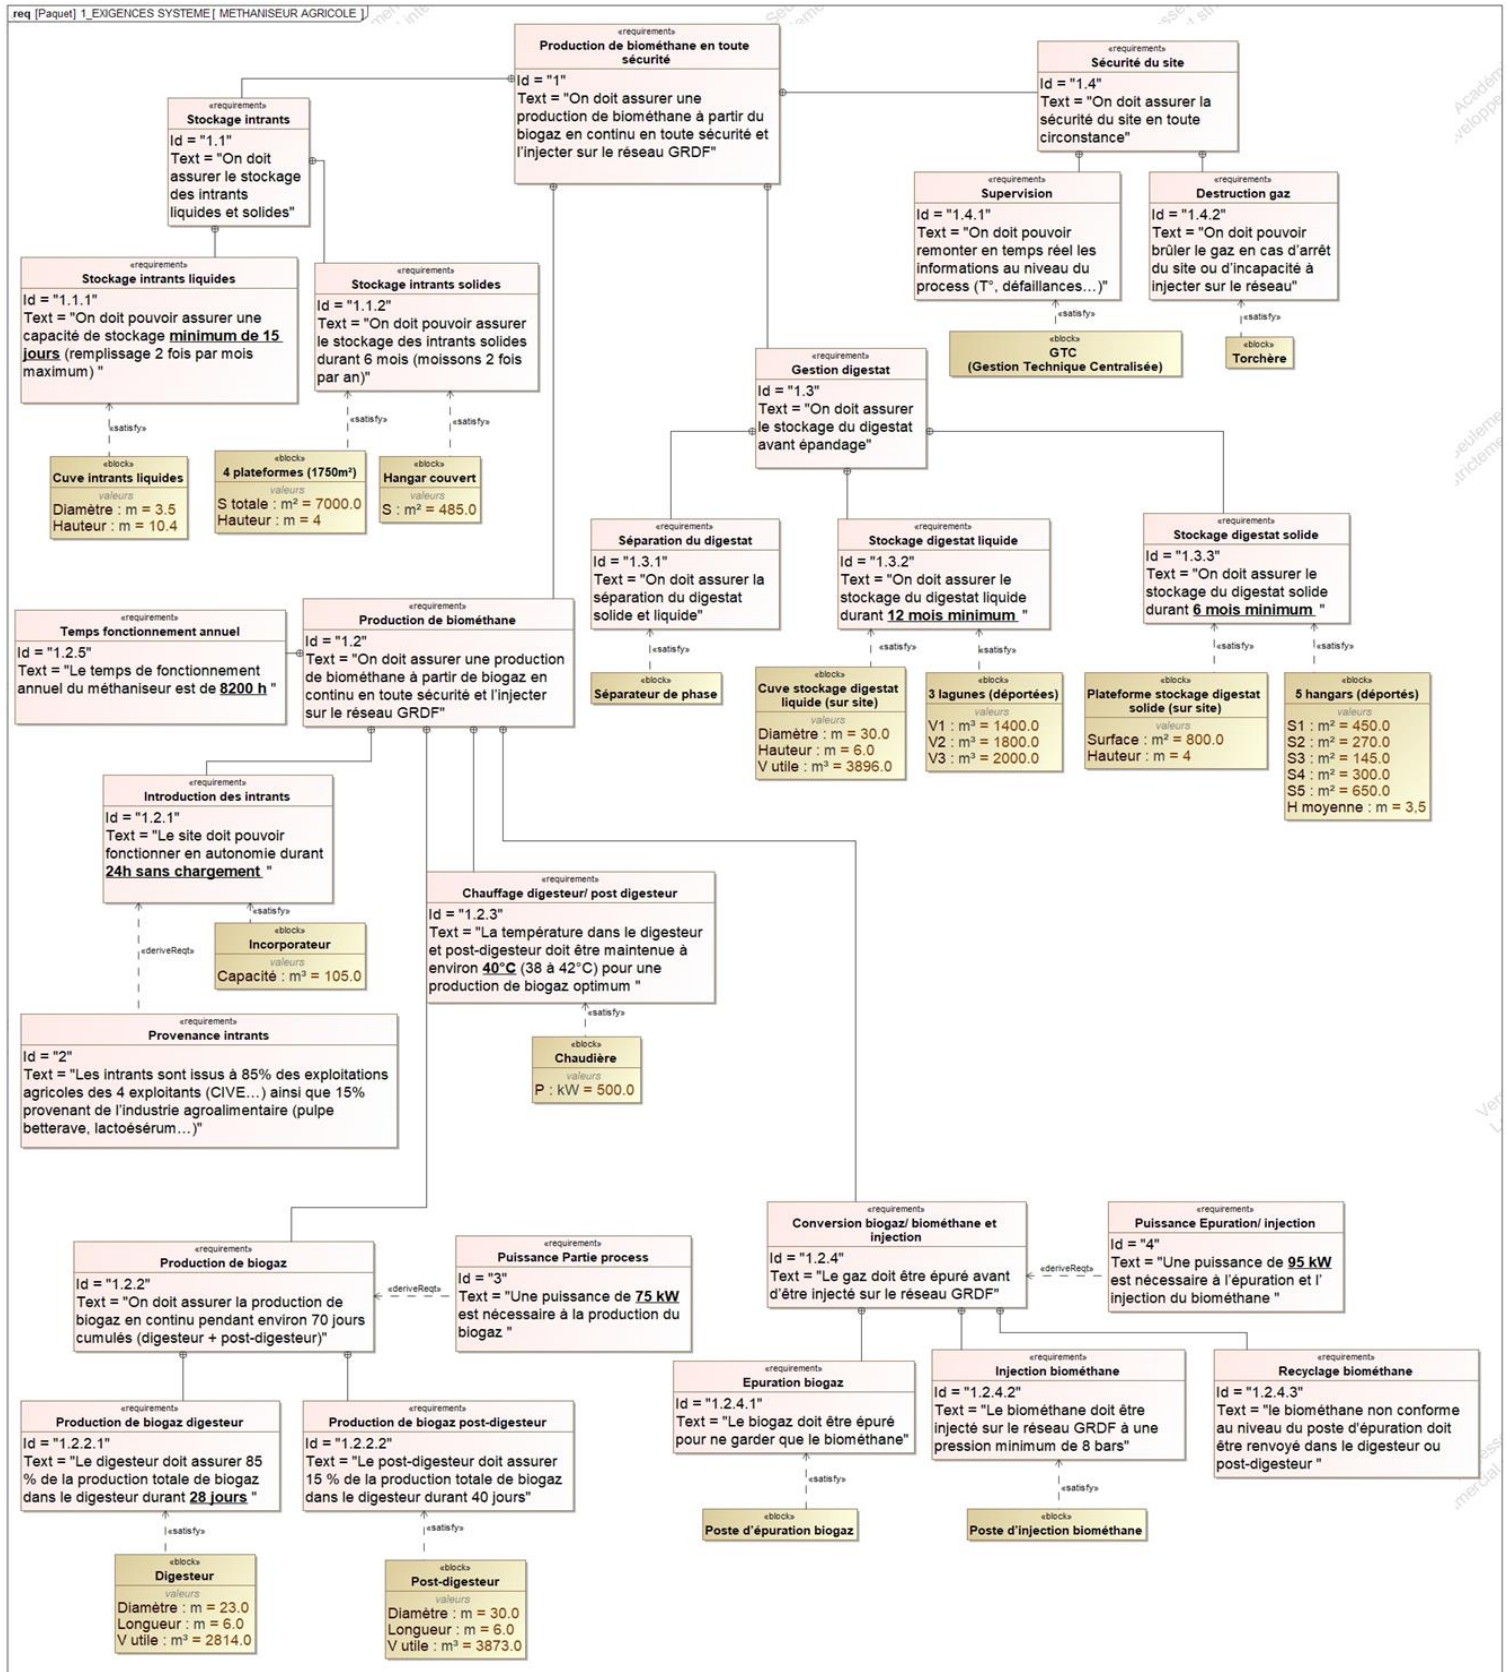 req [Paquet] 1_EXIGENCES SYSTEME[ METHANISEUR AGRICOLE ]
«requirement»
Production de biométhane en toute
sécurité
Id = "1"
Text = "On doit assurer une
production de biométhane à partir du
biogaz en continu en toute sécurité et
l'injecter sur le réseau GRDF"
«requirement»
Sécurité du site
Id = "1.4"
Text = "On doit assurer la
sécurité du site en toute
circonstance"
«requirement»
Stockage intrants
Id = "1.1"
Text = "On doit
assurer le stockage
des intrants
liquides et solides"
«requirement»
Supervision
Id = "1.4.1"
Text = "On doit pouvoir
remonter en temps réel les
informations au niveau du
process (T°, défaillances…)"
«requirement»
Destruction gaz
Id = "1.4.2"
Text = "On doit pouvoir
brûler le gaz en cas d'arrêt
du site ou d'incapacité à
injecter sur le réseau"
«requirement»
Stockage intrants liquides
Id = "1.1.1"
Text = "On doit pouvoir assurer une
capacité de stockage minimum de 15
jours (remplissage 2 fois par mois
maximum) "
«requirement»
Stockage intrants solides
Id = "1.1.2"
Text = "On doit pouvoir assurer
le stockage des intrants solides
durant 6 mois (moissons 2 fois
par an)"
«satisfy»
«satisfy»
«block»
GTC
(Gestion Technique Centralisée)
«block»
Torchère
«requirement»
Gestion digestat
Id = "1.3"
Text = "On doit assurer
le stockage du digestat
avant épandage"
«satisfy»
«satisfy»
«satisfy»
«block»
Cuve intrants liquides
valeurs
Diamètre : m = 3.5
Hauteur : m = 10.4
«block»
4 plateformes (1750m²)
valeurs
S totale : m² = 7000.0
Hauteur : m = 4
«block»
Hangar couvert
valeurs
S : m² = 485.0
«requirement»
Séparation du digestat
Id = "1.3.1"
Text = "On doit assurer la
séparation du digestat
solide et liquide"
«requirement»
Stockage digestat liquide
Id = "1.3.2"
Text = "On doit assurer le
stockage du digestat liquide
durant 12 mois minimum "
«requirement»
Stockage digestat solide
Id = "1.3.3"
Text = "On doit assurer le
stockage du digestat solide
durant 6 mois minimum "
«satisfy»
«satisfy»
«satisfy»
«satisfy»
«satisfy»
«block»
Séparateur de phase
«block»
Cuve stockage digestat
liquide (sur site)
valeurs
Diamètre : m = 30.0
Hauteur : m = 6.0
V utile : m³ = 3896.0
«block»
3 lagunes (déportées)
valeurs
V1 : m³ = 1400.0
V2 : m³ = 1800.0
V3 : m³ = 2000.0
«block»
Plateforme stockage digestat
solide (sur site)
valeurs
Surface : m² = 800.0
Hauteur : m = 4
«block»
5 hangars (déportés)
valeurs
S1 : m² = 450.0
S2 : m² = 270.0
S3 : m² = 145.0
S4 : m² = 300.0
S5 : m² = 650.0
H moyenne : m = 3,5
«requirement»
Temps fonctionnement annuel
Id = "1.2.5"
Text = "Le temps de fonctionnement
annuel du méthaniseur est de 8200 h "
«requirement»
Production de biométhane
Id = "1.2"
Text = "On doit assurer une production
de biométhane à partir de biogaz en
continu en toute sécurité et l'injecter
sur le réseau GRDF"
«requirement»
Introduction des intrants
Id = "1.2.1"
Text = "Le site doit pouvoir
fonctionner en autonomie durant
24h sans chargement "
«requirement»
Chauffage digesteur/ post digesteur
Id = "1.2.3"
Text = "La température dans le digesteur
et post-digesteur doit être maintenue à
environ 40°C (38 à 42°C) pour une
production de biogaz optimum "
«deriveReqt»
«satisfy»
«block»
Incorporateur
valeurs
Capacité : m³ = 105.0
«satisfy»
«requirement»
Provenance intrants
Id = "2"
Text = "Les intrants sont issus à 85% des exploitations
agricoles des 4 exploitants (CIVE…) ainsi que 15%
provenant de l'industrie agroalimentaire (pulpe
betterave, lactoésérum…)"
«block»
Chaudière
valeurs
P : kW = 500.0
«requirement»
Production de biogaz
Id = "1.2.2"
Text = "On doit assurer la production de
biogaz en continu pendant environ 70 jours
cumulés (digesteur + post-digesteur)"
«deriveReqt»
«requirement»
Puissance Partie process
Id = "3"
Text = "Une puissance de 75 kW
est nécessaire à la production du
biogaz "
«requirement»
Conversion biogaz/ biométhane et
injection
Id = "1.2.4"
Text = "Le gaz doit être épuré avant
d'être injecté sur le réseau GRDF"
«deriveReqt»
«requirement»
Puissance Epuration/ injection
Id = "4"
Text = "Une puissance de 95 kW
est nécessaire à l'épuration et l'
injection du biométhane "
«requirement»
Production de biogaz digesteur
Id = "1.2.2.1"
Text = "Le digesteur doit assurer 85
% de la production totale de biogaz
dans le digesteur durant 28 jours "
«requirement»
Production de biogaz post-digesteur
Id = "1.2.2.2"
Text = "Le post-digesteur doit assurer
15 % de la production totale de biogaz
dans le digesteur durant 40 jours"
«requirement»
Epuration biogaz
Id = "1.2.4.1"
Text = "Le biogaz doit être épuré
pour ne garder que le biométhane"
«requirement»
Injection biométhane
Id = "1.2.4.2"
Text = "Le biométhane doit être
injecté sur le réseau GRDF à une
pression minimum de 8 bars"
«requirement»
Recyclage biométhane
Id = "1.2.4.3"
Text = "le biométhane non conforme
au niveau du poste d'épuration doit
être renvoyé dans le digesteur ou
post-digesteur "
«satisfy»
«satisfy»
«satisfy»
«satisfy»
«block»
Poste d'épuration biogaz
«block»
Poste d'injection biométhane
«block»
Digesteur
valeurs
Diamètre : m = 23.0
Longueur : m = 6.0
V utile : m³ = 2814.0
«block»
Post-digesteur
valeurs
Diamètre : m = 30.0
Longueur : m = 6.0
V utile : m³ = 3873.0